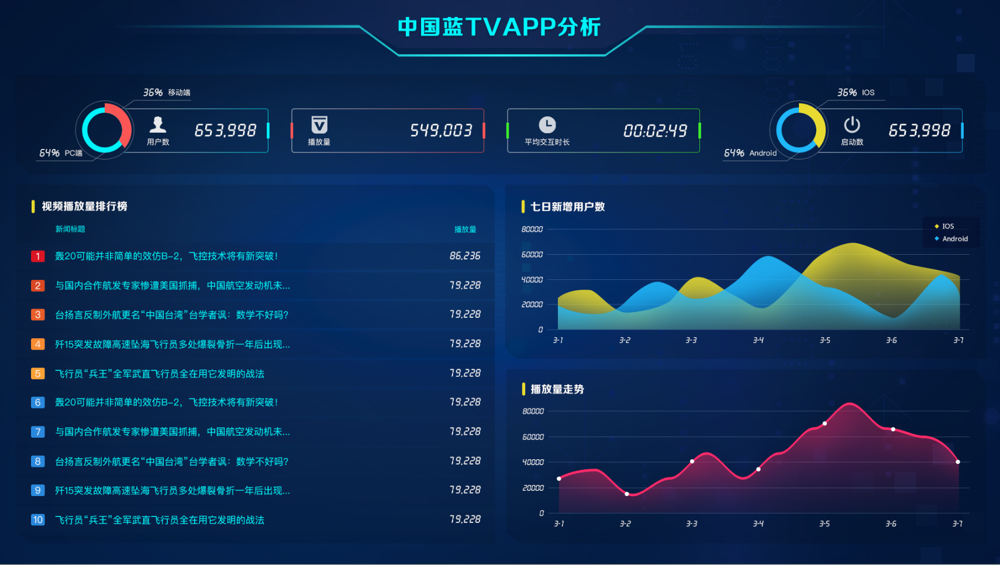 中国蓝TVAPP分析
36% 移动端
64% PC端
用户数
653,998
播放量
549,003
平均交互时长
00:02:49
36% IOS
64% Android
启动数
653,998
视频播放量排行榜
新闻标题 播放量
1 轰20可能并非简单的效仿B-2，飞控技术将有新突破！ 86,236
2 与国内合作航发专家惨遭美国抓捕，中国航空发动机未... 79,228
3 台扬言反制外航更名“中国台湾”台学者讽：数学不好吗？ 79,228
4 歼15突发故障高速坠海飞行员多处爆裂骨折一年后出现... 79,228
5 飞行员“兵王”全军武直飞行员全在用它发明的战法 79,228
6 轰20可能并非简单的效仿B-2，飞控技术将有新突破！ 79,228
7 与国内合作航发专家惨遭美国抓捕，中国航空发动机未... 79,228
8 台扬言反制外航更名“中国台湾”台学者讽：数学不好吗？ 79,228
9 歼15突发故障高速坠海飞行员多处爆裂骨折一年后出现... 79,228
10 飞行员“兵王”全军武直飞行员全在用它发明的战法 79,228
七日新增用户数
IOS
Android
80000
60000
40000
20000
0
3-1 3-2 3-3 3-4 3-5 3-6 3-7
播放量走势
80000
60000
40000
20000
0
3-1 3-2 3-3 3-4 3-5 3-6 3-7